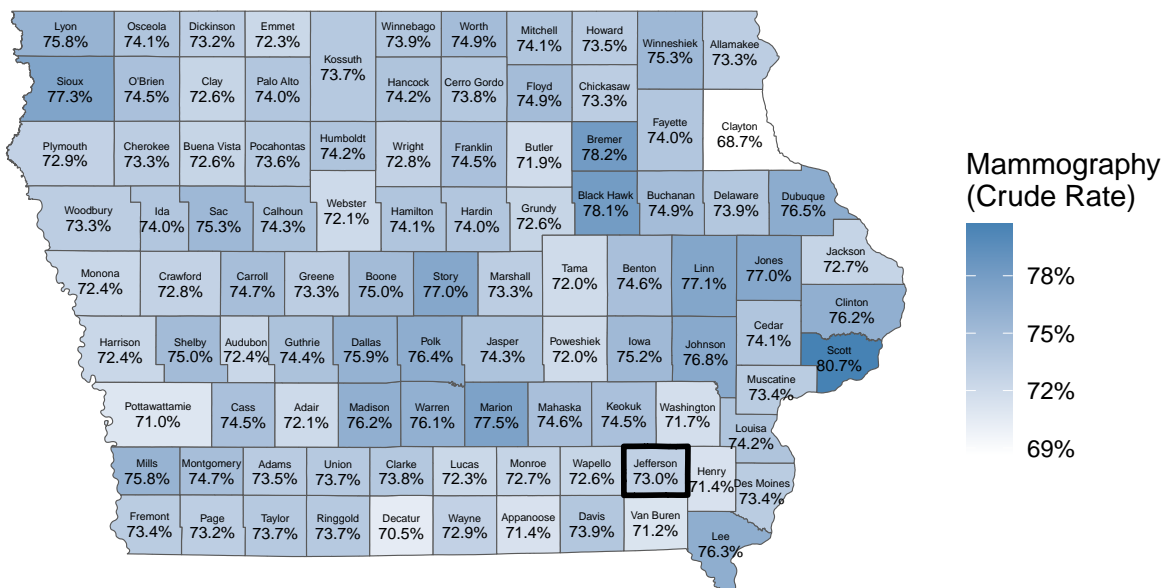 Lyon
75.8%
Osceola
74.1%
Dickinson
73.2%
Emmet
72.3%
Kossuth
73.7%
Winnebago
73.9%
Worth
74.9%
Mitchell
74.1%
Howard
73.5%
Winneshiek
75.3%
Allamakee
73.3%
Sioux
77.3%
O'Brien
74.5%
Clay
72.6%
Palo Alto
74.0%
Hancock
74.2%
Cerro Gordo
73.8%
Floyd
74.9%
Chickasaw
73.3%
Fayette
74.0%
Clayton
68.7%
Plymouth
72.9%
Cherokee
73.3%
Buena Vista
72.6%
Pocahontas
73.6%
Humboldt
74.2%
Wright
72.8%
Franklin
74.5%
Butler
71.9%
Bremer
78.2%
Woodbury
73.3%
Ida
74.0%
Sac
75.3%
Calhoun
74.3%
Webster
72.1%
Hamilton
74.1%
Hardin
74.0%
Grundy
72.6%
Black Hawk
78.1%
Buchanan
74.9%
Delaware
73.9%
Dubuque
76.5%
Monona
72.4%
Crawford
72.8%
Carroll
74.7%
Greene
73.3%
Boone
75.0%
Story
77.0%
Marshall
73.3%
Tama
72.0%
Benton
74.6%
Linn
77.1%
Jones
77.0%
Jackson
72.7%
Clinton
76.2%
Harrison
72.4%
Shelby
75.0%
Audubon
72.4%
Guthrie
74.4%
Dallas
75.9%
Polk
76.4%
Jasper
74.3%
Poweshiek
72.0%
Iowa
75.2%
Johnson
76.8%
Cedar
74.1%
Scott
80.7%
Muscatine
73.4%
Pottawattamie
71.0%
Cass
74.5%
Adair
72.1%
Madison
76.2%
Warren
76.1%
Marion
77.5%
Mahaska
74.6%
Keokuk
74.5%
Washington
71.7%
Louisa
74.2%
Mills
75.8%
Montgomery
74.7%
Adams
73.5%
Union
73.7%
Clarke
73.8%
Lucas
72.3%
Monroe
72.7%
Wapello
72.6%
Jefferson
73.0%
Henry
71.4%
Des Moines
73.4%
Fremont
73.4%
Page
73.2%
Taylor
73.7%
Ringgold
73.7%
Decatur
70.5%
Wayne
72.9%
Appanoose
71.4%
Davis
73.9%
Van Buren
71.2%
Lee
76.3%
Mammography
(Crude Rate)
78%
75%
72%
69%